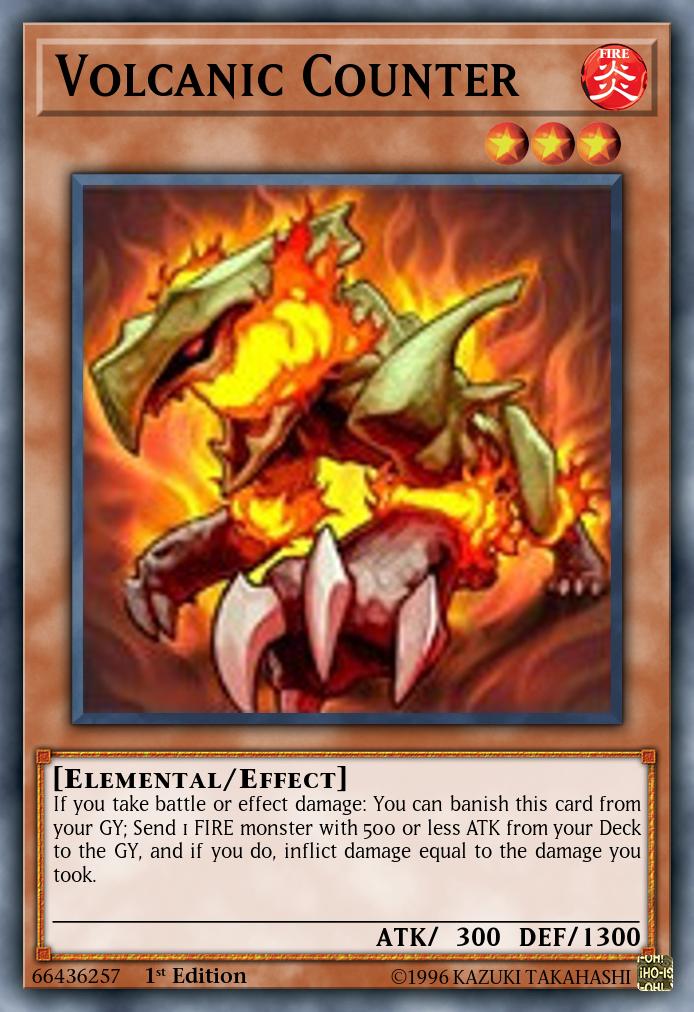 Volcanic Counter
FIRE
炎
[Elemental/Effect]
If you take battle or effect damage: You can banish this card from
your GY; Send 1 FIRE monster with 500 or less ATK from your Deck
to the GY, and if you do, inflict damage equal to the damage you
took.
ATK/ 300 DEF/1300
66436257 1st Edition ©1996 KAZUKI TAKAHASHI